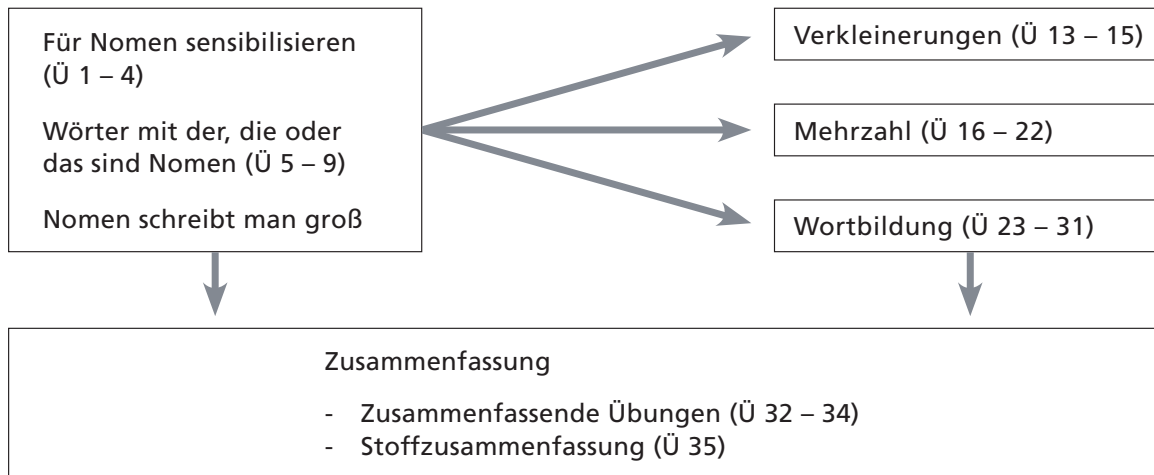 Für Nomen sensibilisieren
(Ü 1 – 4)
Wörter mit der, die oder
das sind Nomen (Ü 5 – 9)
Nomen schreibt man groß
Verkleinerungen (Ü 13 – 15)
Mehrzahl (Ü 16 – 22)
Wortbildung (Ü 23 – 31)
Zusammenfassung
- Zusammenfassende Übungen (Ü 32 – 34)
- Stoffzusammenfassung (Ü 35)